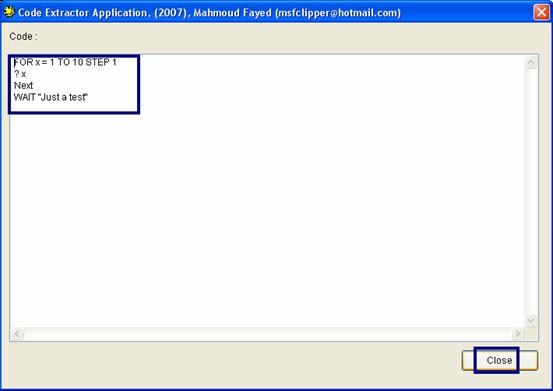 Code Extractor Application, (2007), Mahmoud Fayed (msfclipper@hotmail.com)
Code :
FOR x = 1 TO 10 STEP 1
? x
Next
WAIT "Just a test"
Close